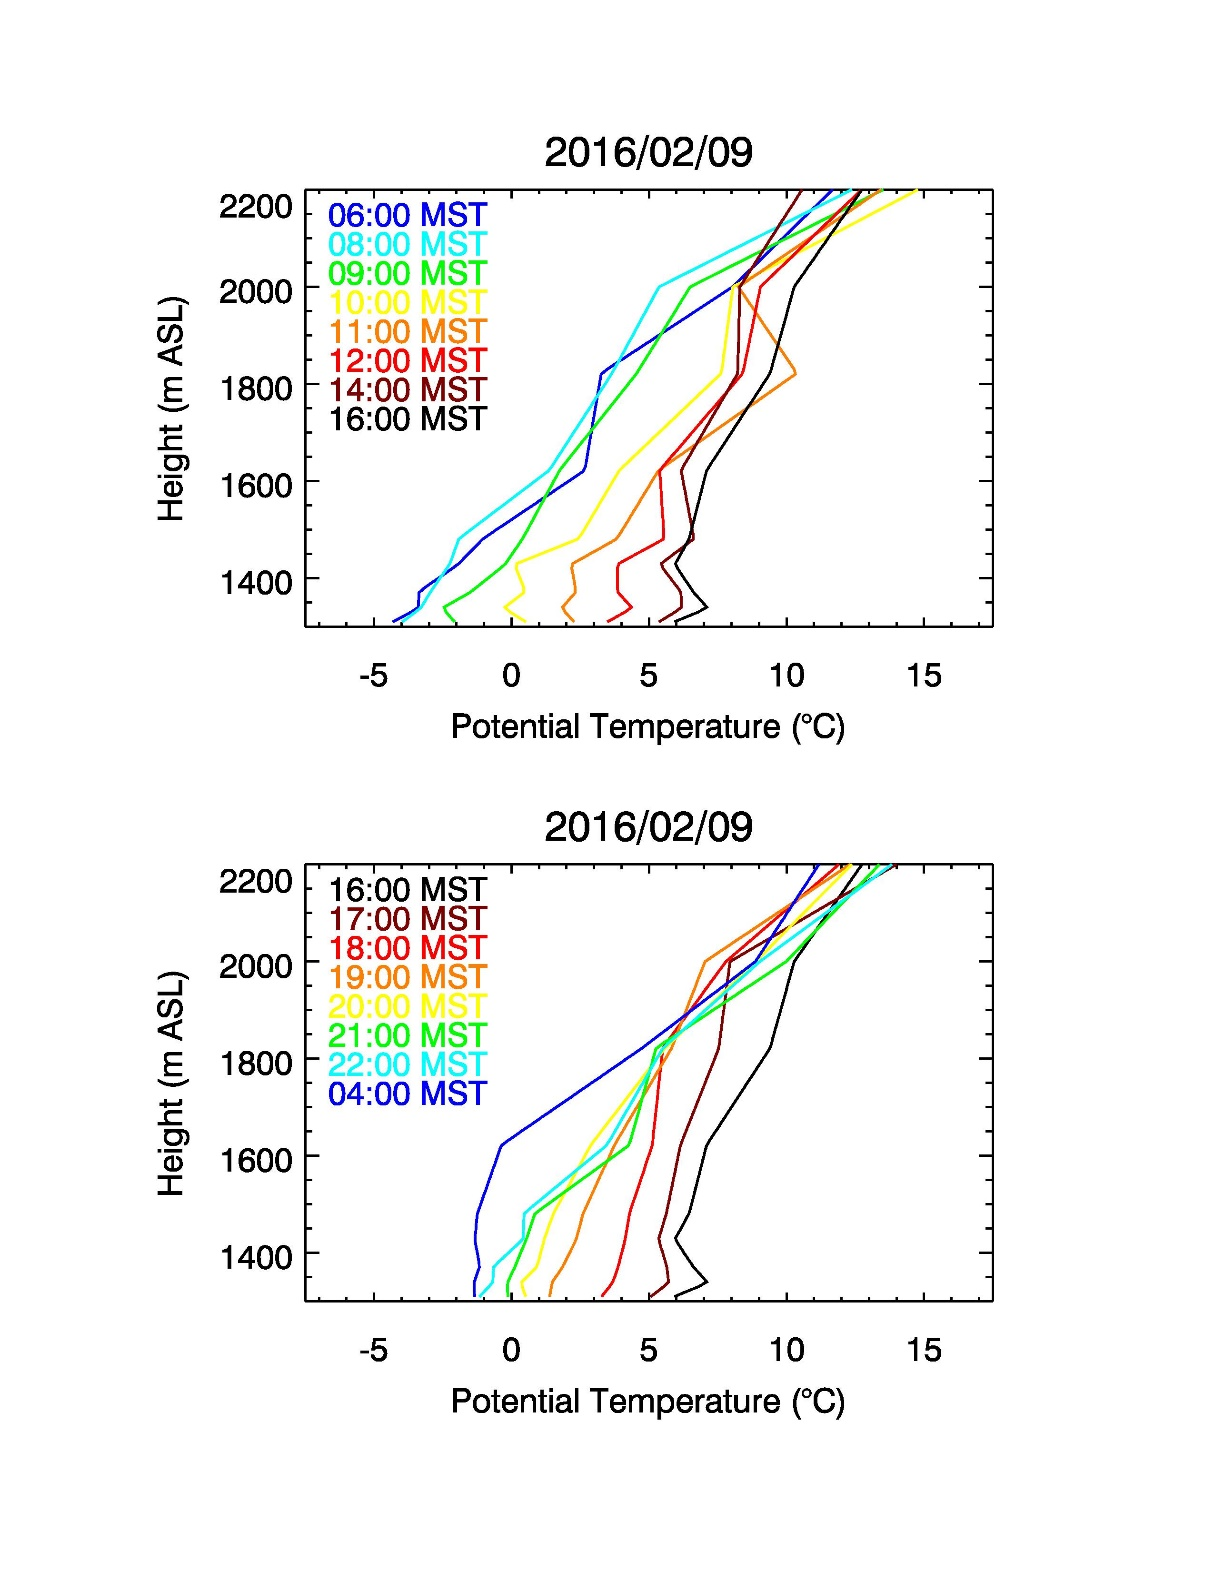 2016/02/09
2200
2000
1800
1600
1400
Height (m ASL)
06:00 MST
08:00 MST
09:00 MST
10:00 MST
11:00 MST
12:00 MST
14:00 MST
16:00 MST
-5 0 5 10 15
Potential Temperature (°C)
2016/02/09
2200
2000
1800
1600
1400
Height (m ASL)
16:00 MST
17:00 MST
18:00 MST
19:00 MST
20:00 MST
21:00 MST
22:00 MST
04:00 MST
-5 0 5 10 15
Potential Temperature (°C)